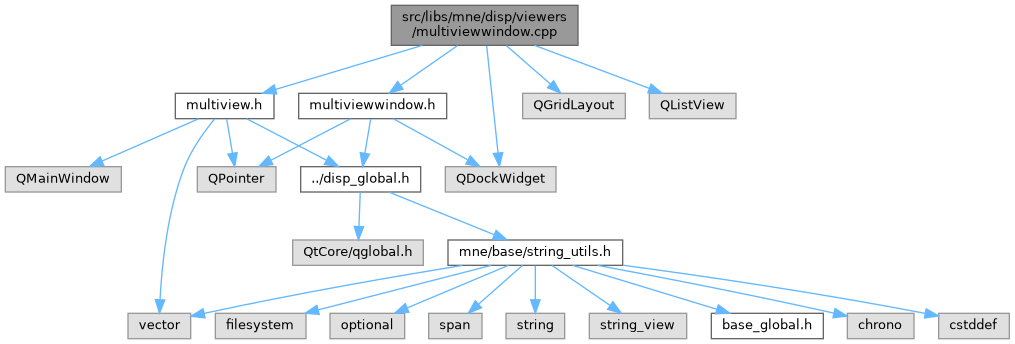 src/libs/mne/disp/viewers
/multiviewwindow.cpp
multiview.h
multiviewwindow.h
QGridLayout
QListView
QMainWindow
QPointer
../disp_global.h
QDockWidget
QtCore/qglobal.h
mne/base/string_utils.h
vector
filesystem
optional
span
string
string_view
base_global.h
chrono
cstddef